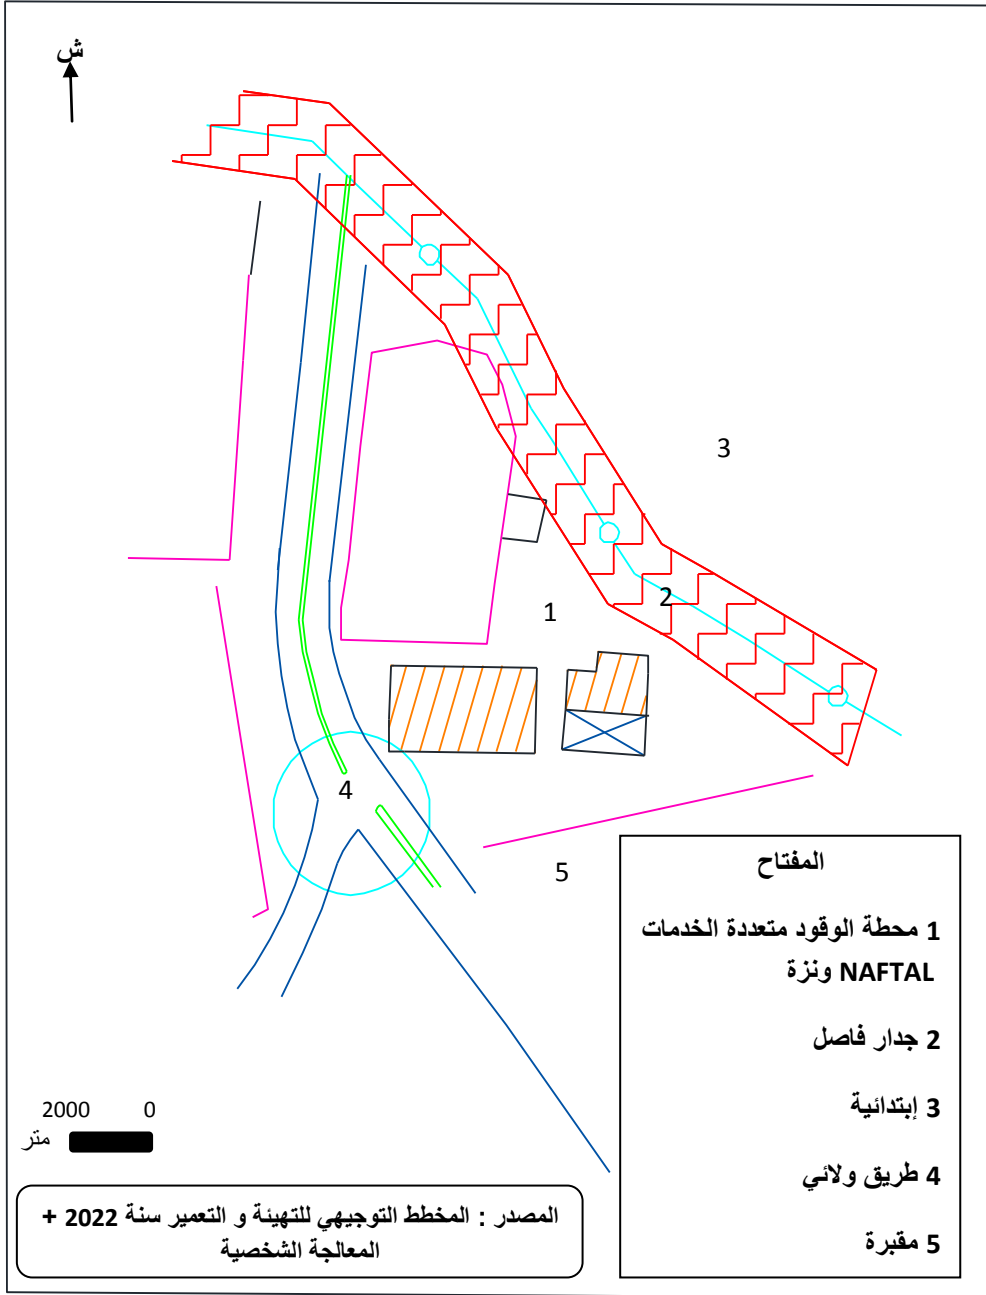 ش
3
2
1
4
5
المفتاح
1 محطة الوقود متعددة الخدمات
NAFTAL ونزة
2 جدار فاصل
3 إبتدائية
4 طريق ولائي
5 مقبرة
2000 0
متر
المصدر : المخطط التوجيهي للتهيئة و التعمير سنة 2022 +
المعالجة الشخصية